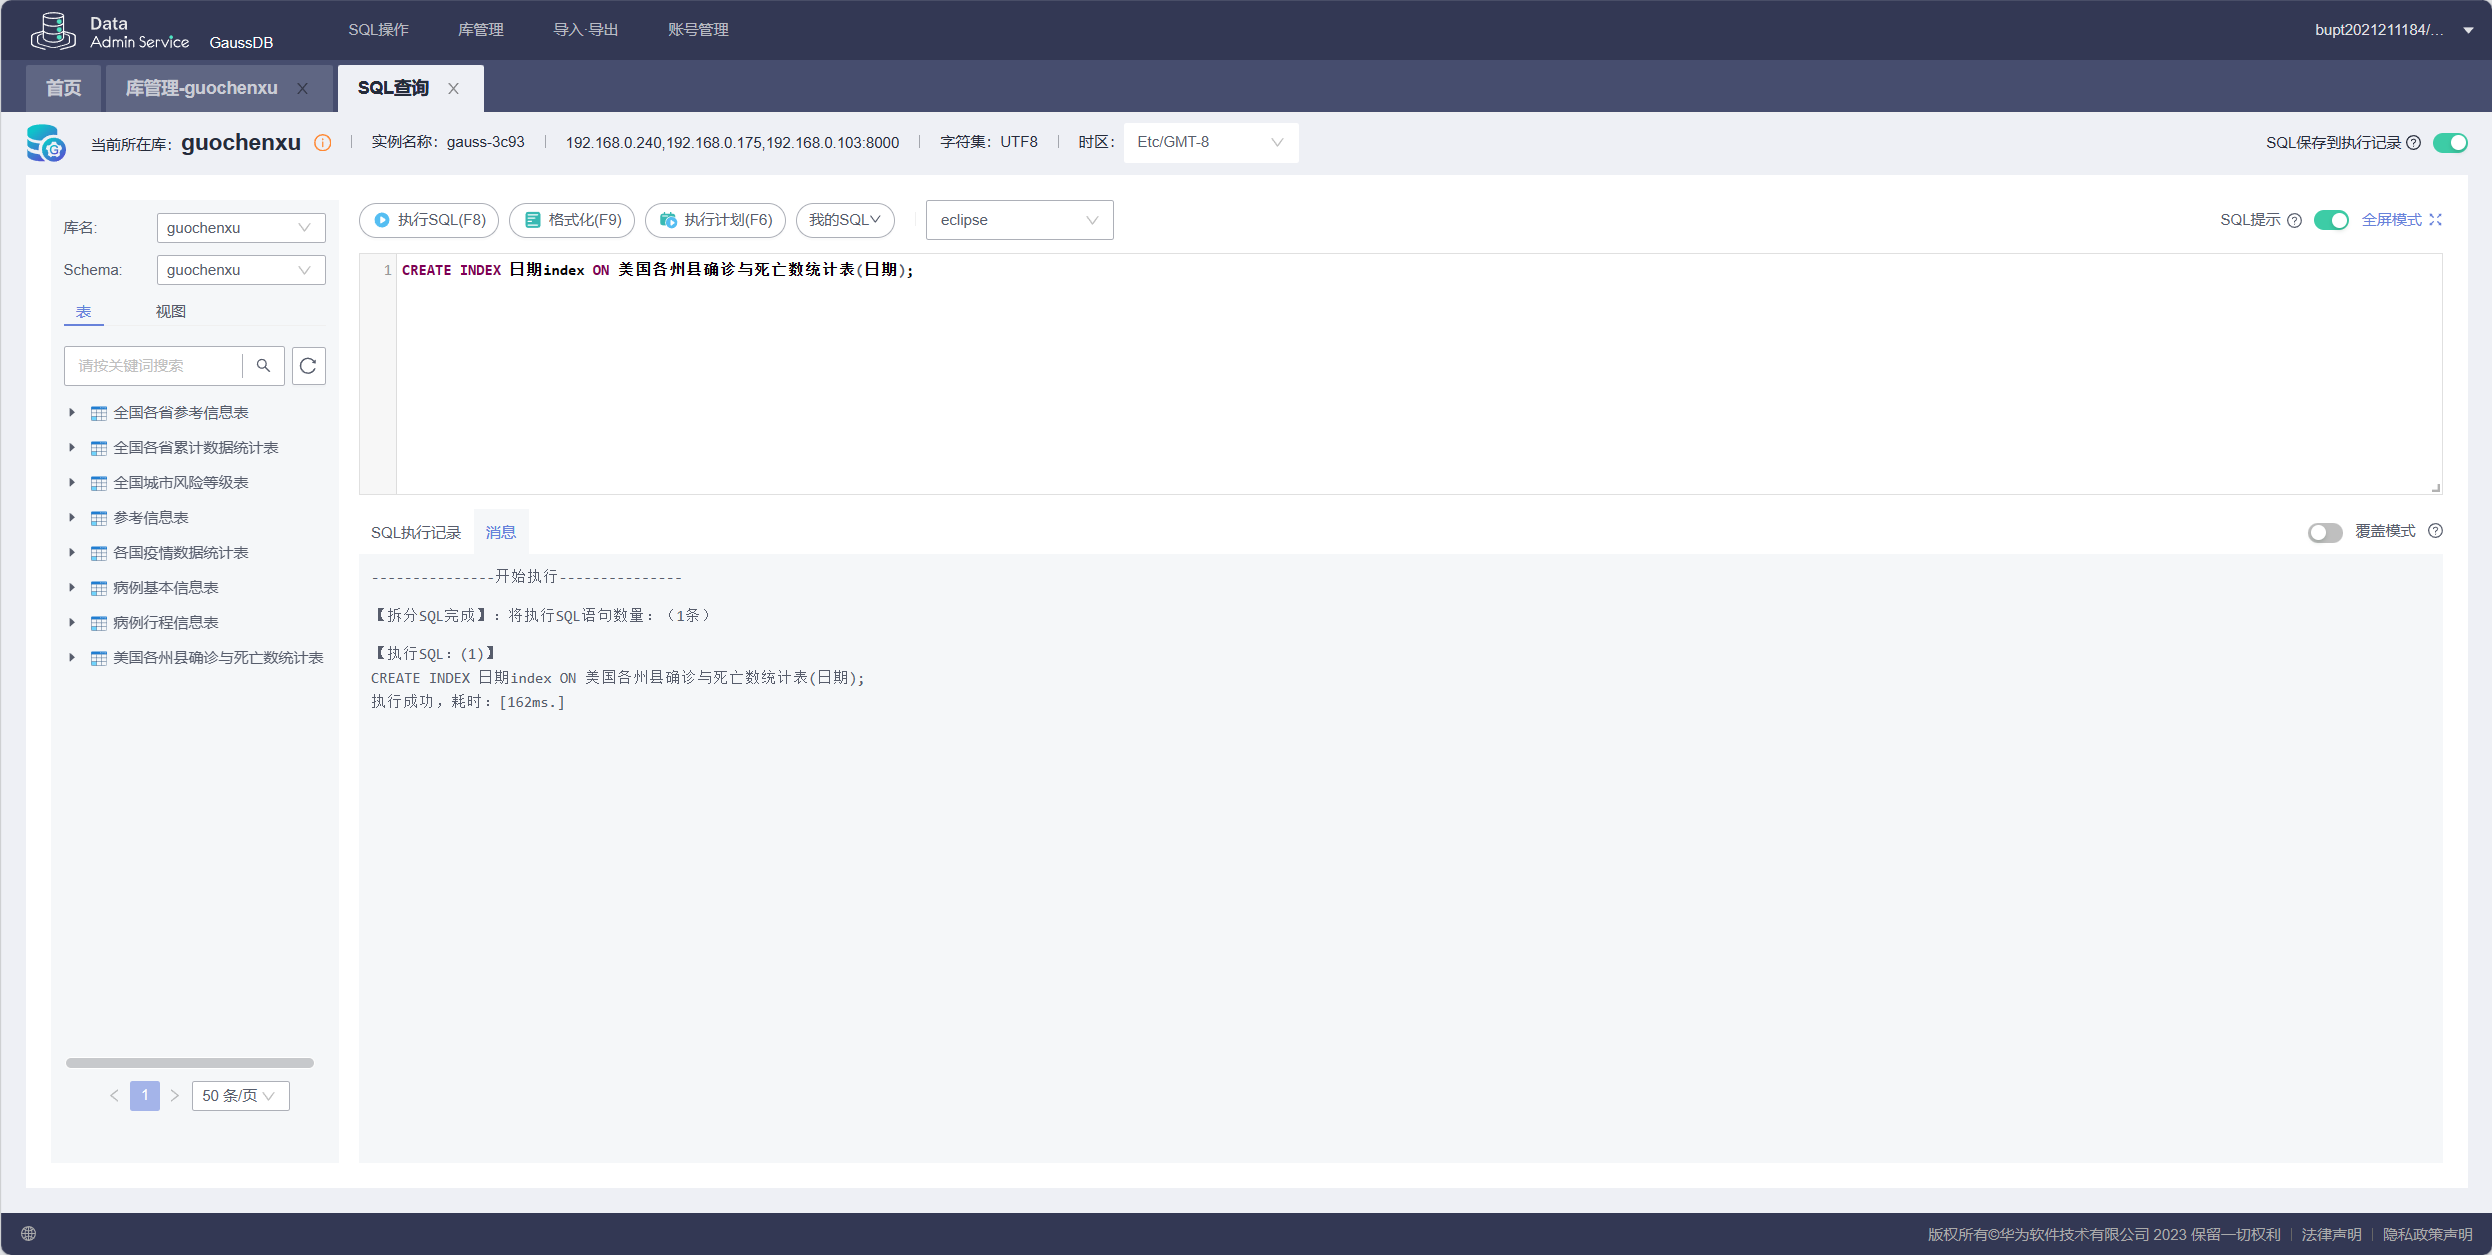 Data
Admin Service GaussDB
SQL操作 库管理 导入·导出 账号管理
bupt2021211184/...
首页 库管理-guochenxu SQL查询
当前所在库: guochenxu 实例名称: gauss-3c93 192.168.0.240,192.168.0.175,192.168.0.103:8000 字符集: UTF8 时区: Etc/GMT-8
SQL保存到执行记录
库名: guochenxu
Schema: guochenxu
表 视图
请按关键词搜索
全国各省参考信息表
全国各省累计数据统计表
全国城市风险等级表
参考信息表
各国疫情数据统计表
病例基本信息表
病例行程信息表
美国各州县确诊与死亡数统计表
1
50 条/页
执行SQL(F8) 格式化(F9) 执行计划(F6) 我的SQL eclipse
SQL提示 全屏模式
1 CREATE INDEX 日期index ON 美国各州县确诊与死亡数统计表(日期);
SQL执行记录 消息
覆盖模式
---------------开始执行---------------
【拆分SQL完成】：将执行SQL语句数量：（1条）
【执行SQL：(1)】
CREATE INDEX 日期index ON 美国各州县确诊与死亡数统计表(日期);
执行成功，耗时：[162ms.]
版权所有©华为软件技术有限公司 2023 保留一切权利 | 法律声明 | 隐私政策声明